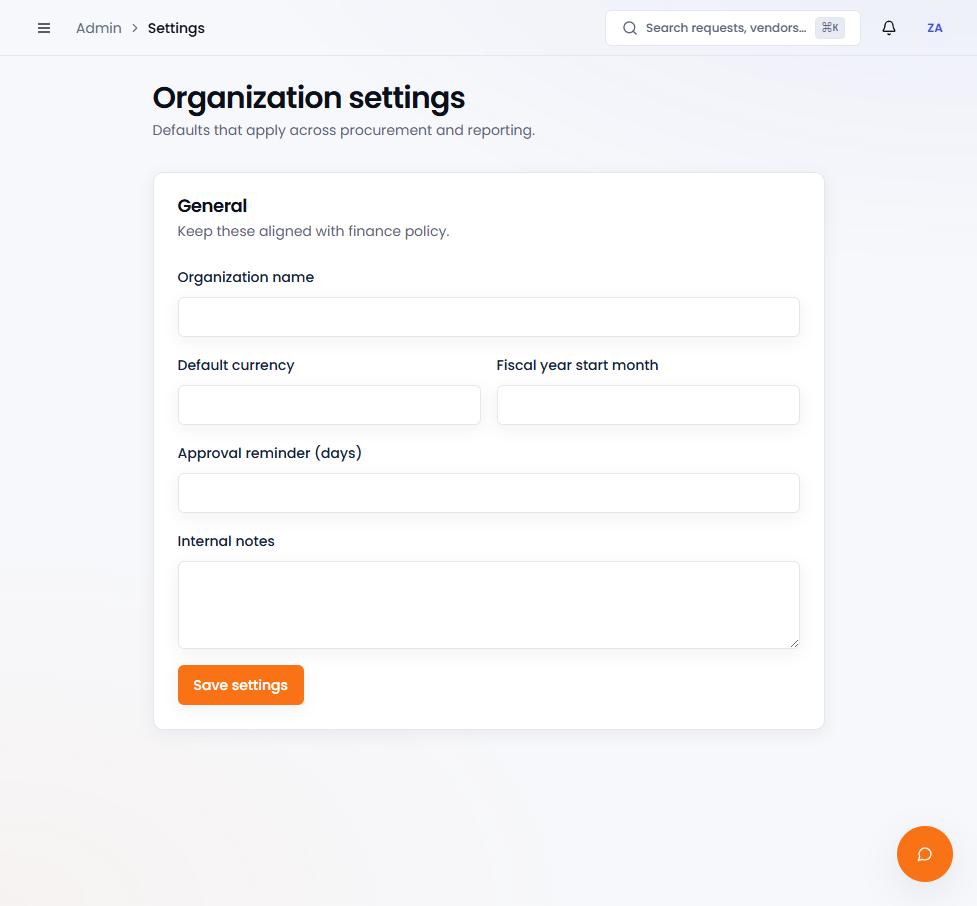 Admin > Settings
Search requests, vendors... ⌘K
ZA
Organization settings
Defaults that apply across procurement and reporting.
General
Keep these aligned with finance policy.
Organization name
Default currency Fiscal year start month
Approval reminder (days)
Internal notes
Save settings